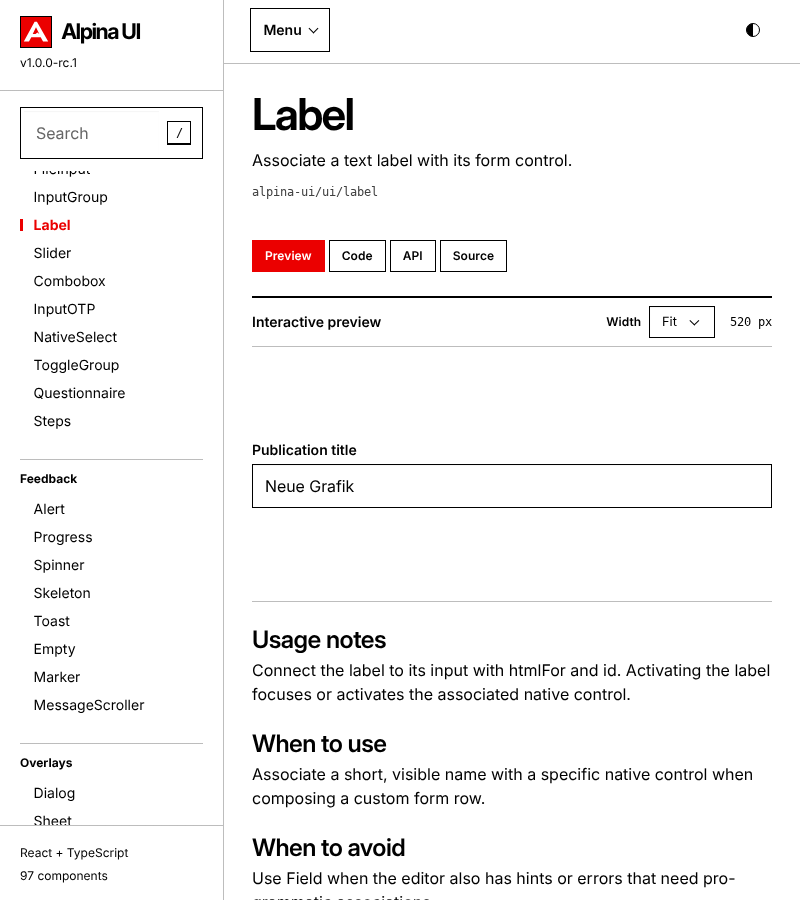 Alpina UI
v1.0.0-rc.1
Search
/
FileInput
InputGroup
Label
Slider
Combobox
InputOTP
NativeSelect
ToggleGroup
Questionnaire
Steps
Feedback
Alert
Progress
Spinner
Skeleton
Toast
Empty
Marker
MessageScroller
Overlays
Dialog
Sheet
React + TypeScript
97 components
Menu
Label
Associate a text label with its form control.
alpina-ui/ui/label
Preview
Code
API
Source
Interactive preview
Width
Fit
520 px
Publication title
Neue Grafik
Usage notes
Connect the label to its input with htmlFor and id. Activating the label
focuses or activates the associated native control.
When to use
Associate a short, visible name with a specific native control when
composing a custom form row.
When to avoid
Use Field when the editor also has hints or errors that need pro-
grammatic associations.